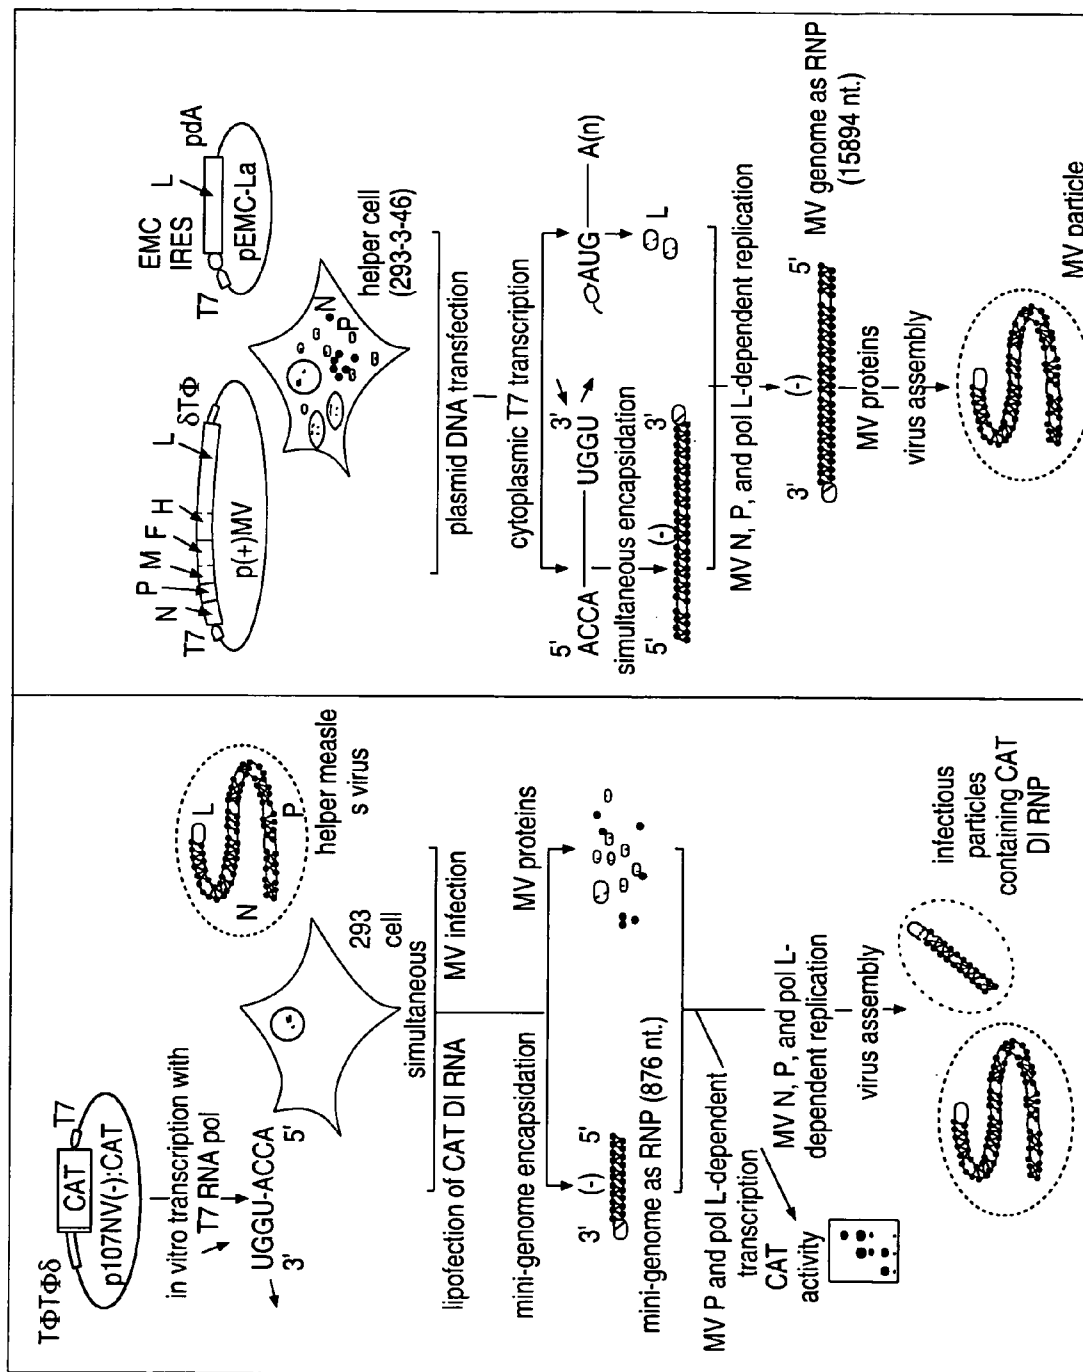 TΦTΦδ
CAT
T7
p107NV(-):CAT
in vitro transcription with
T7 RNA pol
UGGU-ACCA
3'
5'
293
cell
L
N
P
helper measle
s virus
simultaneous
lipofection of CAT DI RNA
MV infection
mini-genome encapsidation
MV proteins
3'
(-)
5'
mini-genome as RNP (876 nt.)
MV P and pol L-dependent
transcription
CAT
activity
MV N, P, and pol L-
dependent replication
virus assembly
infectious
particles
containing CAT
DI RNP
T7
N
P
M
F
H
L
δTΦ
p(+)MV
T7
EMC
IRES
L
pdA
pEMC-La
N
P
helper cell
(293-3-46)
plasmid DNA transfection
cytoplasmic T7 transcription
5'
3'
ACCA
UGGU
AUG
A(n)
simultaneous encapsidation
L
5'
(-)
3'
MV N, P, and pol L-dependent replication
3'
(-)
5'
MV genome as RNP
(15894 nt.)
MV proteins
virus assembly
MV particle